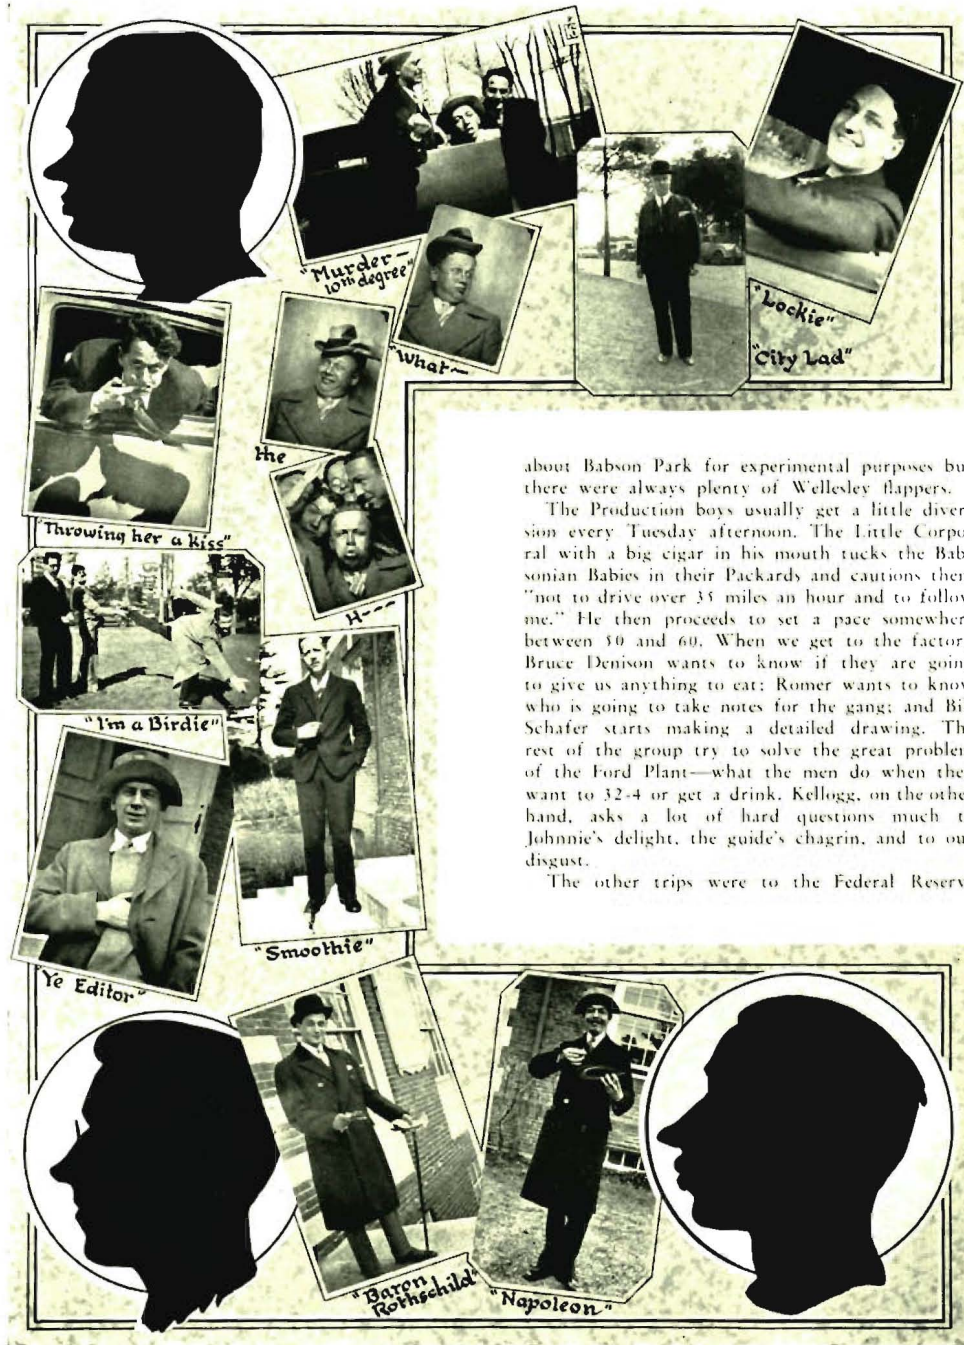 "Murder—
10th degree"
"Lockie"
"City Lad"
"What~
the
H---
"Throwing her a kiss"
"I'm a Birdie"
"Smoothie"
"Ye Editor"
"Baron
Rothschild"
"Napoleon"
about Babson Park for experimental purposes bu
there were always plenty of Wellesley flappers.
The Production boys usually get a little diver
sion every Tuesday afternoon. The Little Corpo
ral with a big cigar in his mouth tucks the Bab
sonian Babies in their Packards and cautions then
"not to drive over 35 miles an hour and to follow
me." He then proceeds to set a pace somewher
between 50 and 60. When we get to the factor
Bruce Denison wants to know if they are goin
to give us anything to eat; Romer wants to know
who is going to take notes for the gang; and Bi
Schafer starts making a detailed drawing. Th
rest of the group try to solve the great problem
of the Ford Plant—what the men do when the
want to 32-4 or get a drink. Kellogg, on the othe
hand, asks a lot of hard questions much t
Johnnie's delight, the guide's chagrin, and to ou
disgust.
The other trips were to the Federal Reserv